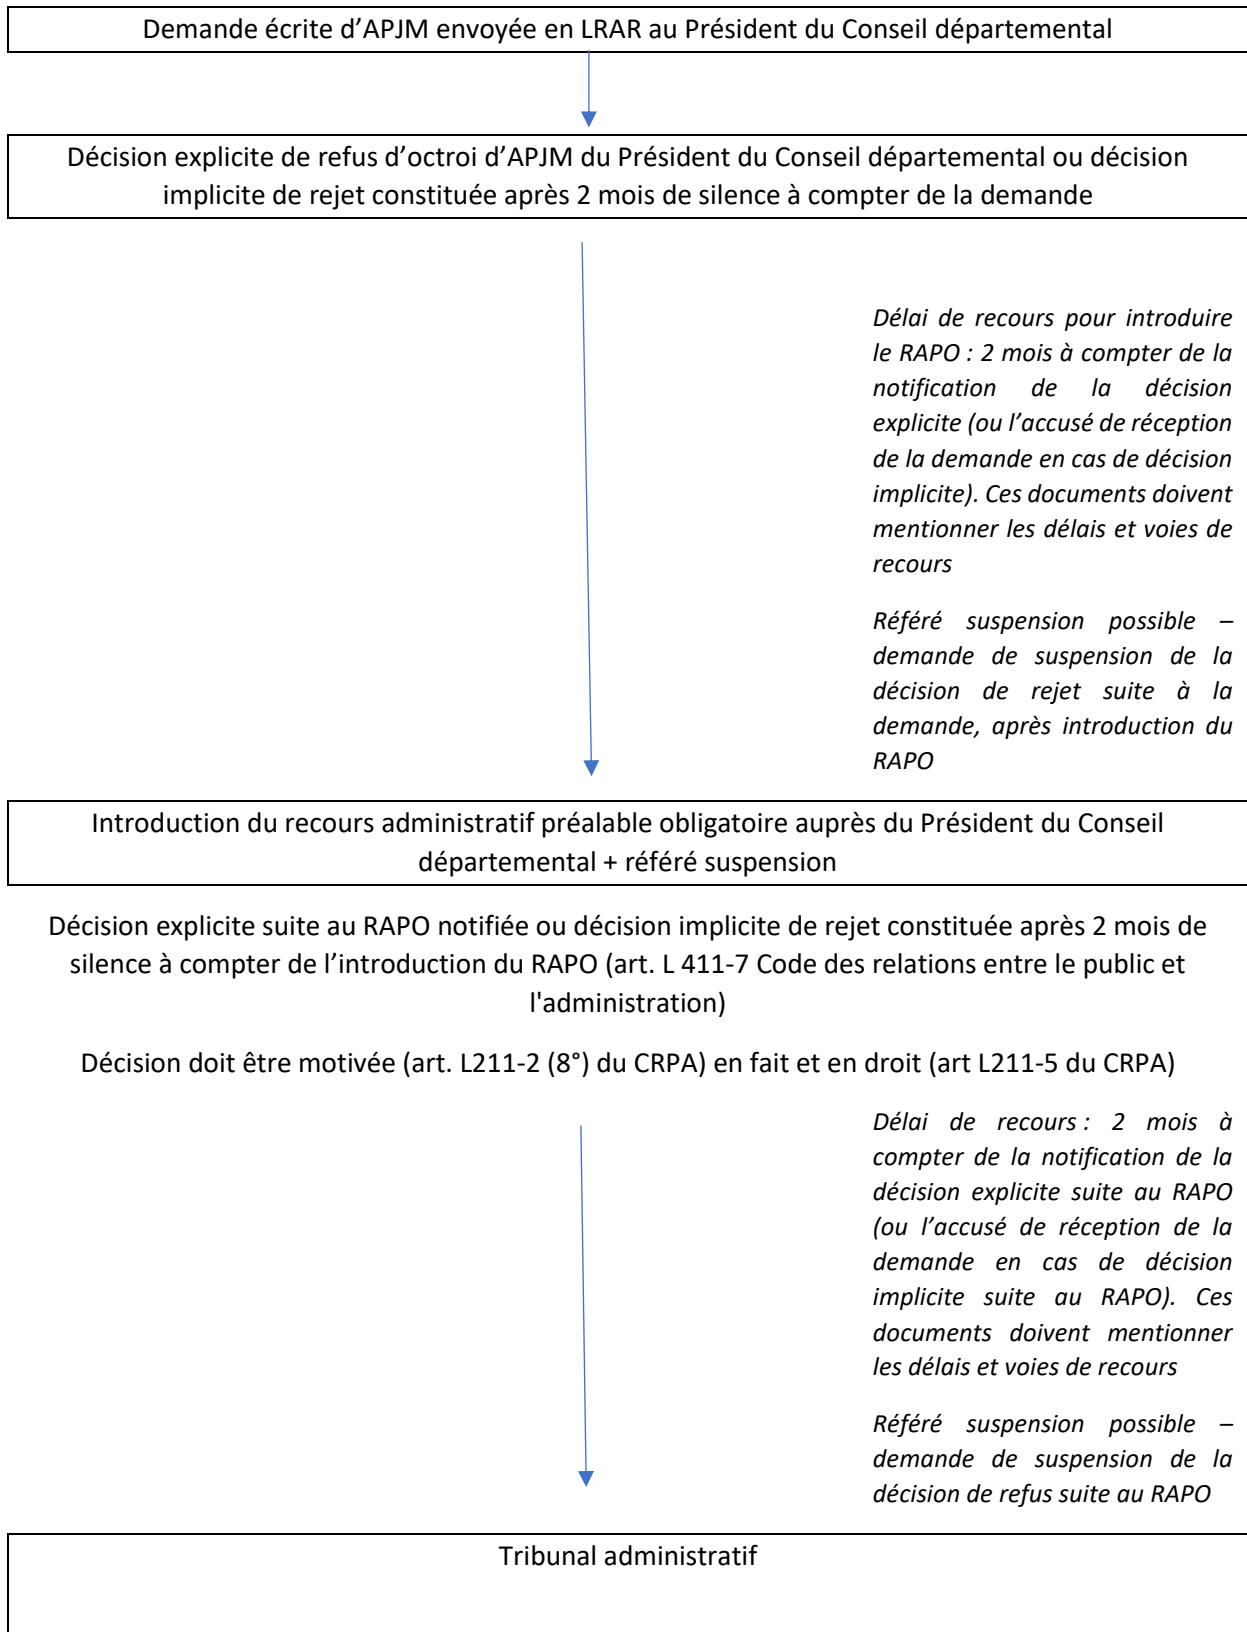 Demande écrite d’APJM envoyée en LRAR au Président du Conseil départemental
Décision explicite de refus d’octroi d’APJM du Président du Conseil départemental ou décision
implicite de rejet constituée après 2 mois de silence à compter de la demande
Délai de recours pour introduire
le RAPO : 2 mois à compter de la
notification de la décision
explicite (ou l’accusé de réception
de la demande en cas de décision
implicite). Ces documents doivent
mentionner les délais et voies de
recours
Référé suspension possible –
demande de suspension de la
décision de rejet suite à la
demande, après introduction du
RAPO
Introduction du recours administratif préalable obligatoire auprès du Président du Conseil
départemental + référé suspension
Décision explicite suite au RAPO notifiée ou décision implicite de rejet constituée après 2 mois de
silence à compter de l’introduction du RAPO (art. L 411-7 Code des relations entre le public et
l'administration)
Décision doit être motivée (art. L211-2 (8°) du CRPA) en fait et en droit (art L211-5 du CRPA)
Délai de recours : 2 mois à
compter de la notification de la
décision explicite suite au RAPO
(ou l’accusé de réception de la
demande en cas de décision
implicite suite au RAPO). Ces
documents doivent mentionner
les délais et voies de recours
Référé suspension possible –
demande de suspension de la
décision de refus suite au RAPO
Tribunal administratif